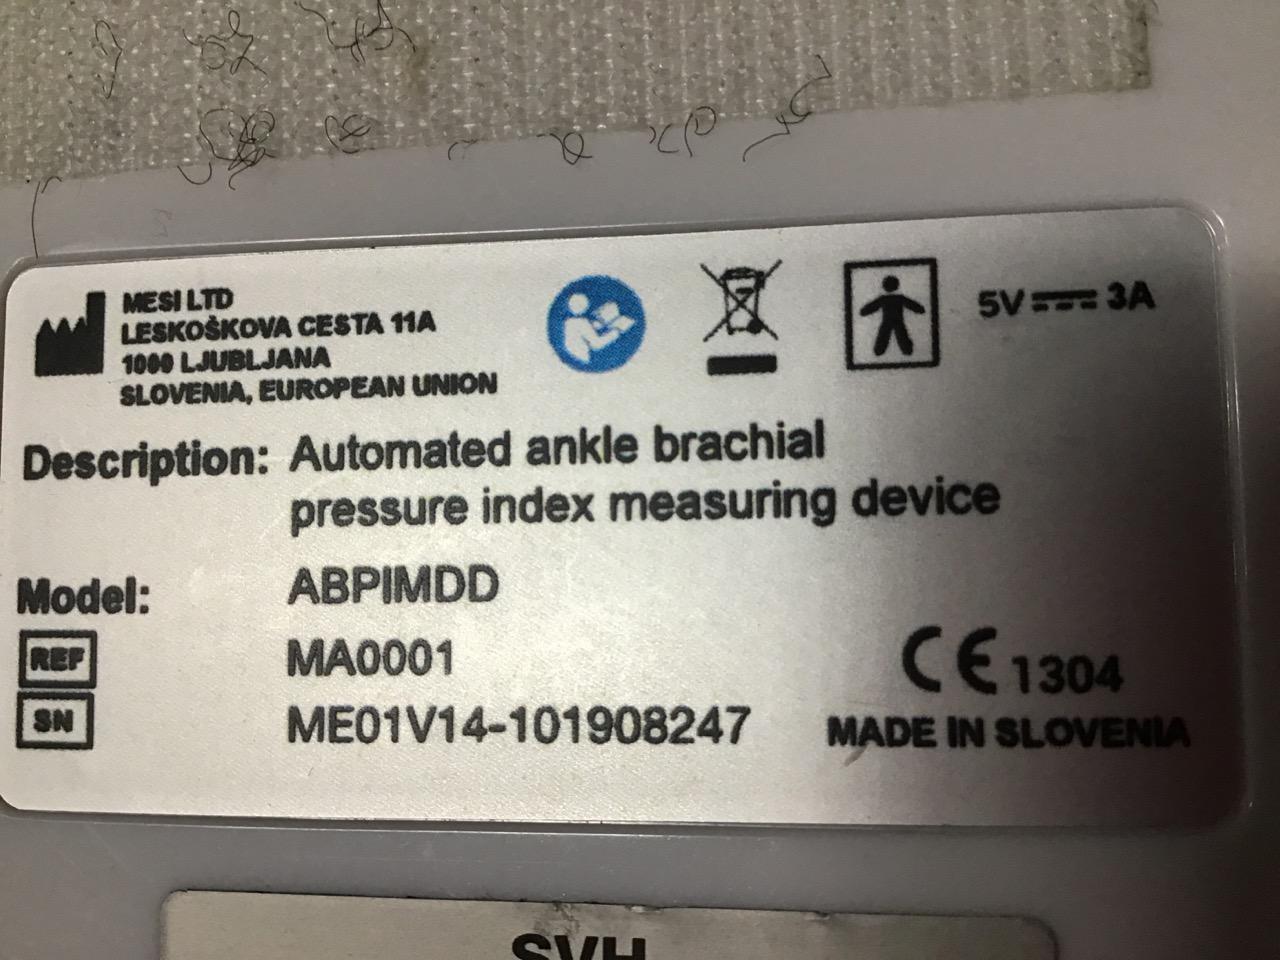 MESI LTD
LESKOŠKOVA CESTA 11A
1000 LJUBLJANA
SLOVENIA, EUROPEAN UNION
5V⎓3A
Description: Automated ankle brachial
pressure index measuring device
Model: ABPIMDD
REF MA0001
CE 1304
SN ME01V14-101908247
MADE IN SLOVENIA
SVH